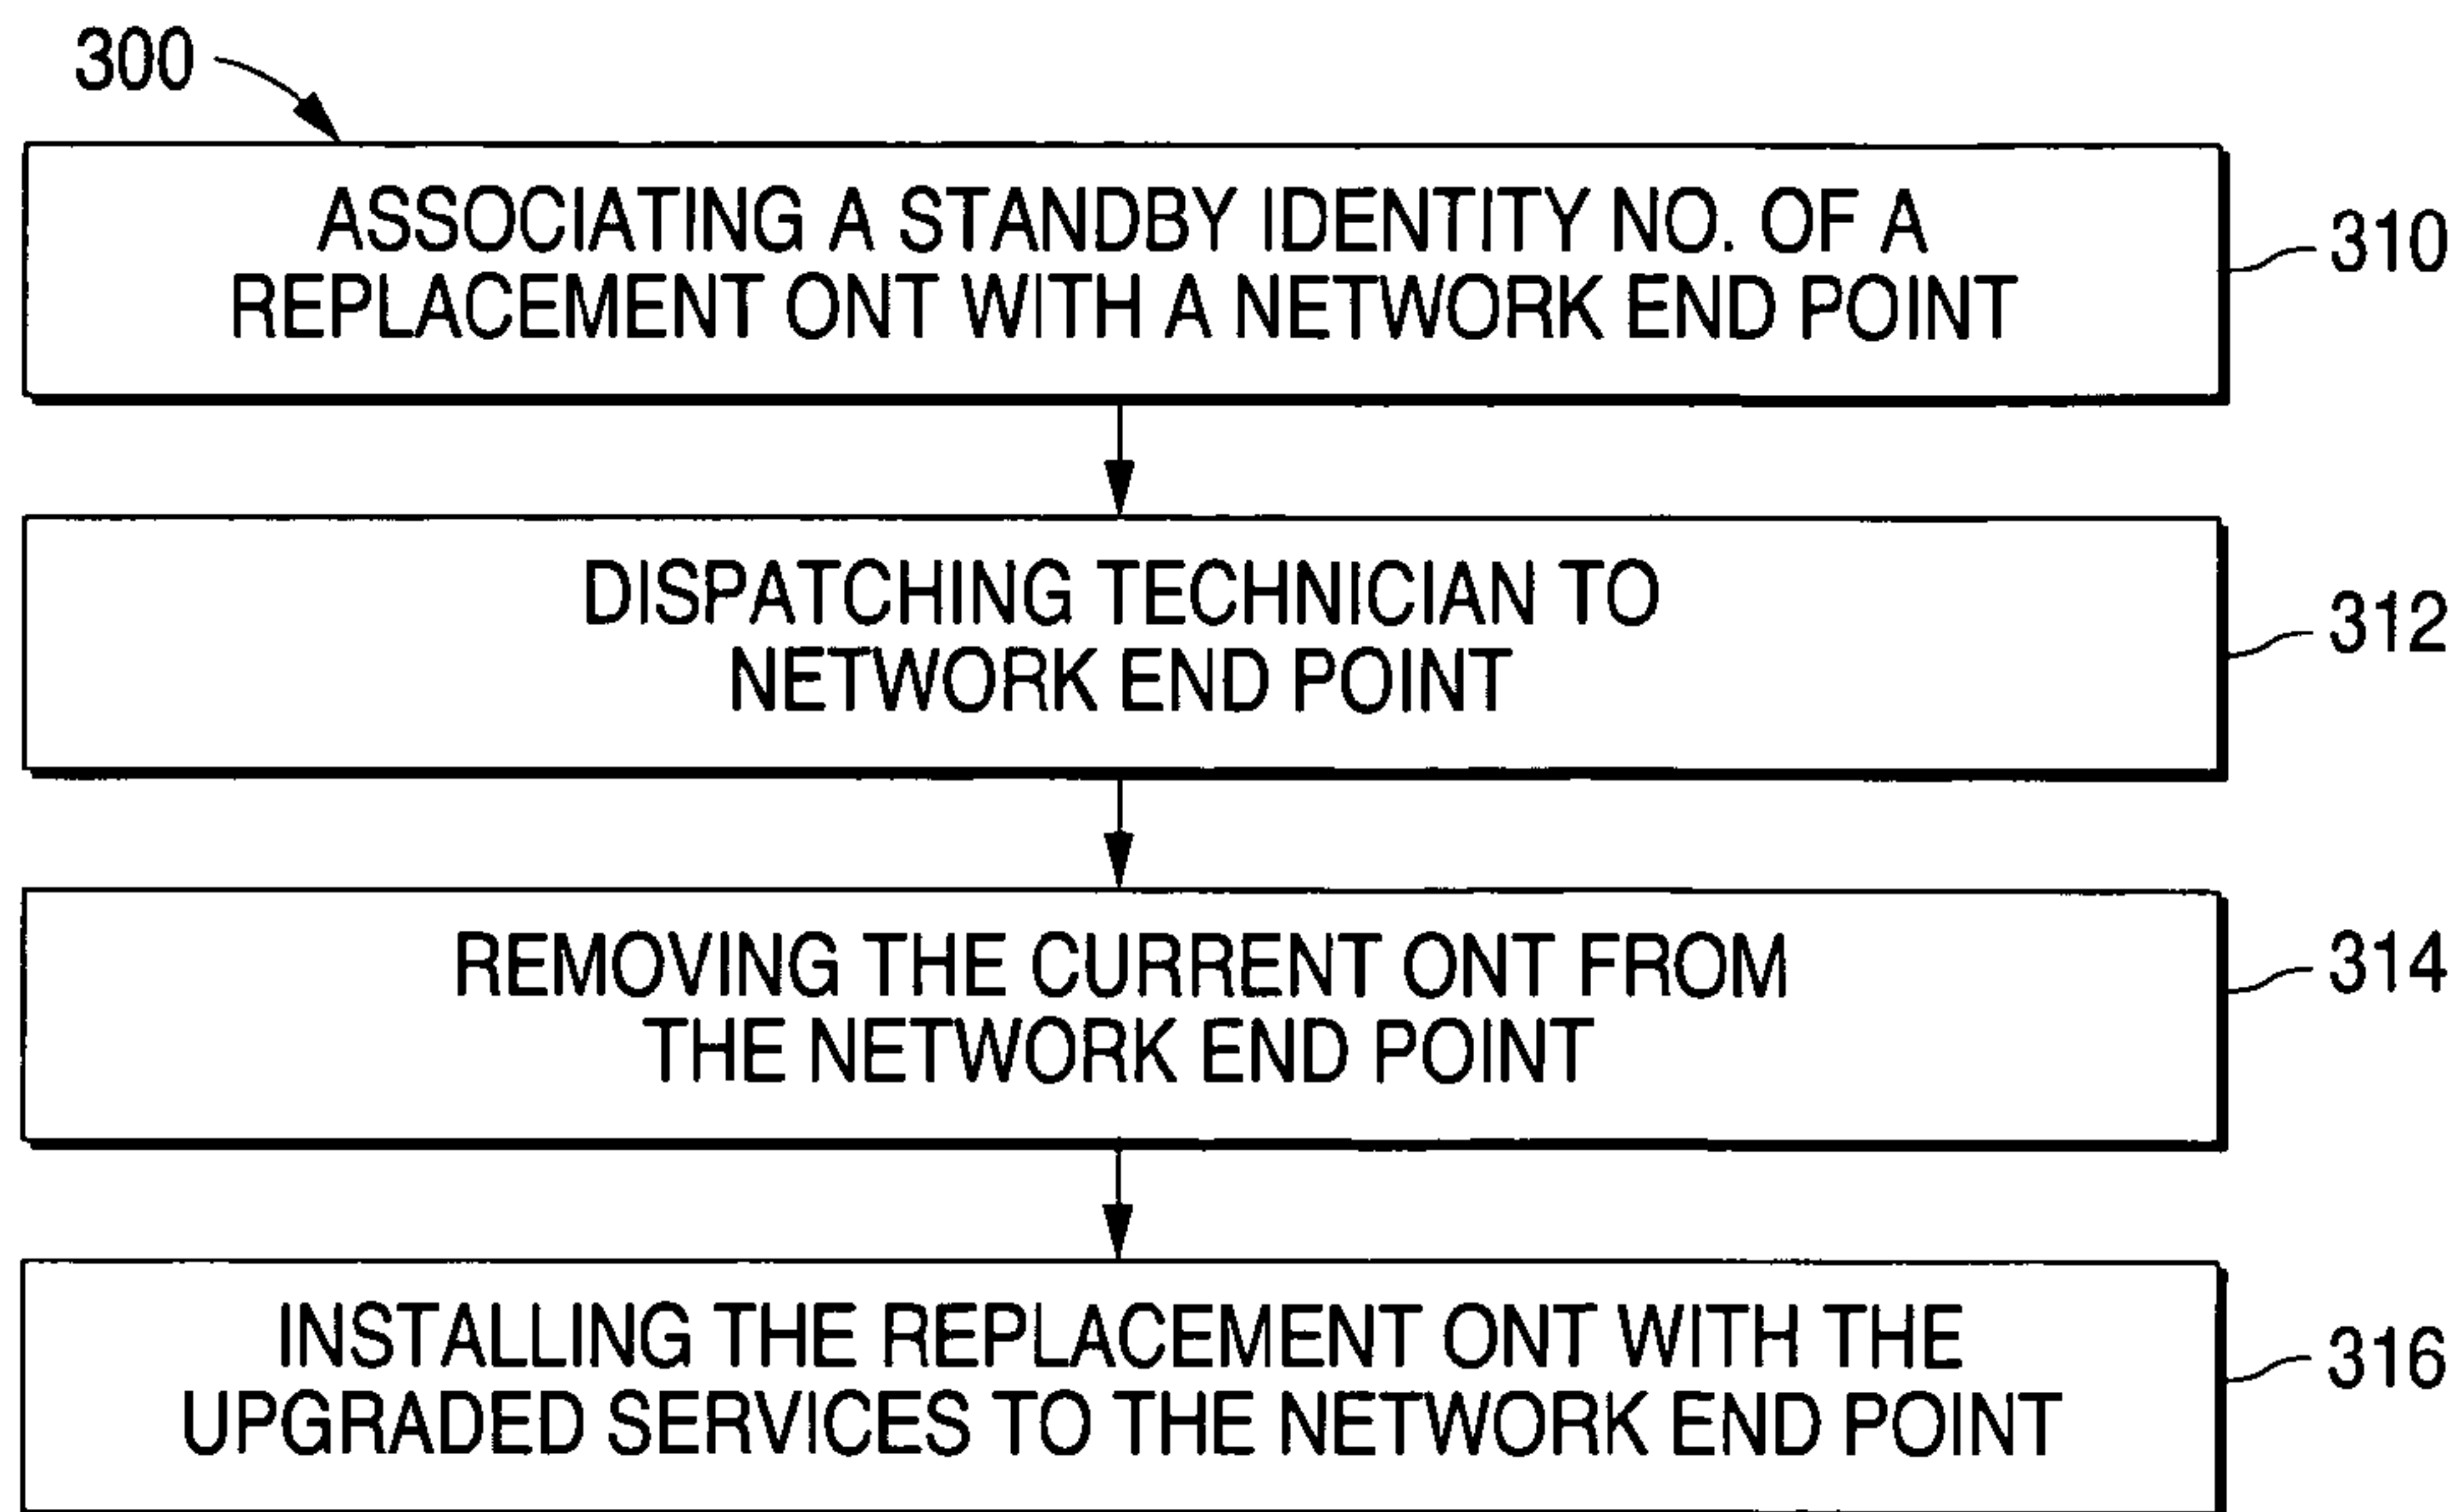 300
ASSOCIATING A STANDBY IDENTITY NO. OF A
REPLACEMENT ONT WITH A NETWORK END POINT
310
DISPATCHING TECHNICIAN TO
NETWORK END POINT
312
REMOVING THE CURRENT ONT FROM
THE NETWORK END POINT
314
INSTALLING THE REPLACEMENT ONT WITH THE
UPGRADED SERVICES TO THE NETWORK END POINT
316